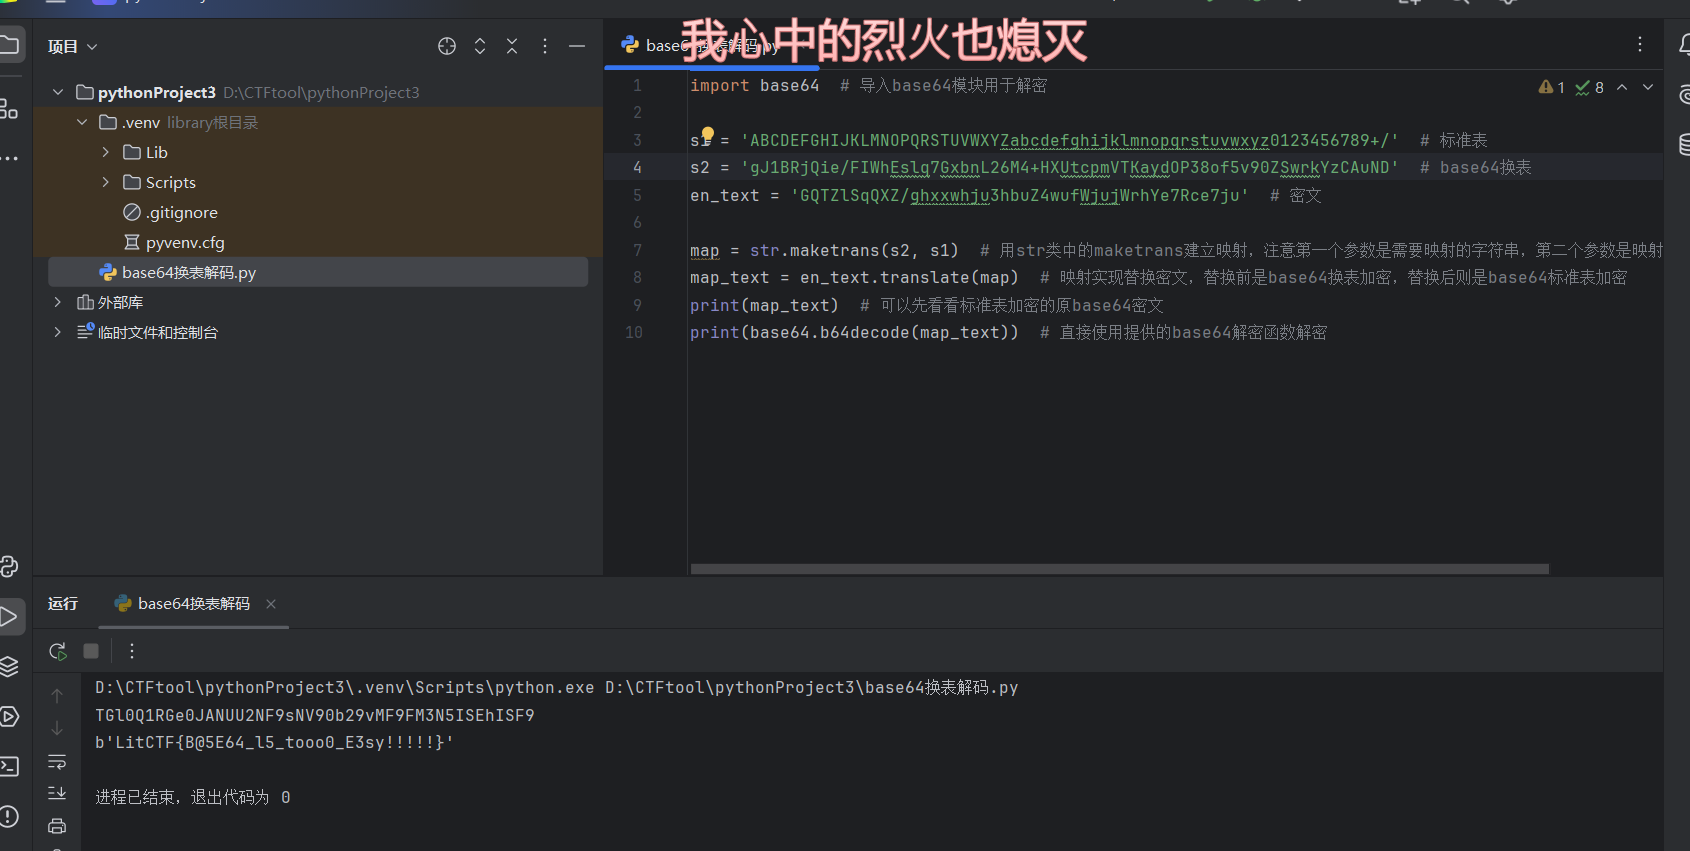 我心中的烈火也熄灭
项目
pythonProject3 D:\CTFtool\pythonProject3
.venv library根目录
Lib
Scripts
.gitignore
pyvenv.cfg
base64换表解码.py
外部库
临时文件和控制台
base64换表解码.py
1 8
1 import base64  # 导入base64模块用于解密
2
3 s1 = 'ABCDEFGHIJKLMNOPQRSTUVWXYZabcdefghijklmnopqrstuvwxyz0123456789+/'  # 标准表
4 s2 = 'gJ1BRjQie/FIWhEslq7GxbnL26M4+HXUtcpmVTKaydOP38of5v90ZSwrkYzCAuND'  # base64换表
5 en_text = 'GQTZlSqQXZ/ghxxwhju3hbuZ4wufWjujWrhYe7Rce7ju'  # 密文
6
7 map = str.maketrans(s2, s1)  # 用str类中的maketrans建立映射，注意第一个参数是需要映射的字符串，第二个参数是映射
8 map_text = en_text.translate(map)  # 映射实现替换密文，替换前是base64换表加密，替换后则是base64标准表加密
9 print(map_text)  # 可以先看看标准表加密的原base64密文
10 print(base64.b64decode(map_text))  # 直接使用提供的base64解密函数解密
运行 base64换表解码
D:\CTFtool\pythonProject3\.venv\Scripts\python.exe D:\CTFtool\pythonProject3\base64换表解码.py
TGl0Q1RGe0JANUU2NF9sNV90b29vMF9FM3N5ISEhISF9
b'LitCTF{B@5E64_l5_tooo0_E3sy!!!!!}'
进程已结束，退出代码为 0